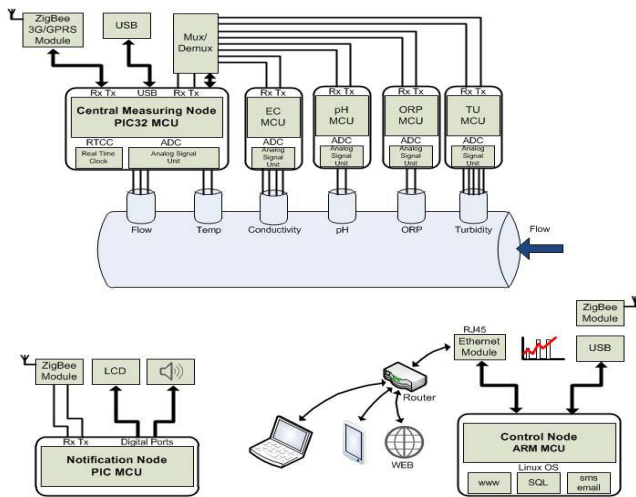 ZigBee
3G/GPRS
Module
USB
Mux/
Demux
Rx Tx USB Rx Tx
Central Measuring Node
PIC32 MCU
RTCC ADC
Real Time
Clock
Analog Signal
Unit
Rx Tx
EC
MCU
ADC
Analog
Signal
Unit
Rx Tx
pH
MCU
ADC
Analog
Signal
Unit
Rx Tx
ORP
MCU
ADC
Analog
Signal
Unit
Rx Tx
TU
MCU
ADC
Analog
Signal
Unit
Flow Temp Conductivity pH ORP Turbidity
Flow
ZigBee
Module
LCD
Rx Tx Digital Ports
Notification Node
PIC MCU
Router
WEB
RJ45
Ethernet
Module
ZigBee
Module
USB
Control Node
ARM MCU
Linux OS
www
SQL
sms
email